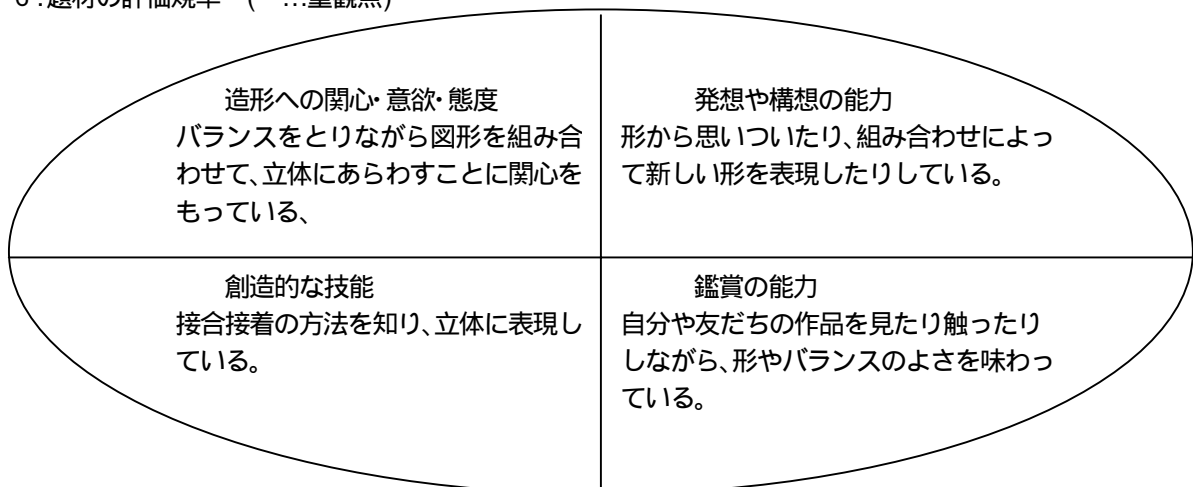 造形への関心・意欲・態度
バランスをとりながら図形を組み合
わせて、立体にあらわすことに関心を
もっている、
発想や構想の能力
形から思いついたり、組み合わせによっ
て新しい形を表現したりしている。
創造的な技能
接合接着の方法を知り、立体に表現し
ている。
鑑賞の能力
自分や友だちの作品を見たり触ったり
しながら、形やバランスのよさを味わっ
ている。